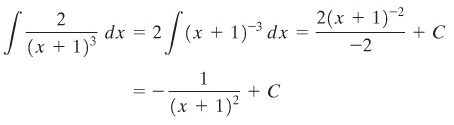 ∫ 2/(x + 1)³ dx = 2 ∫ (x + 1)⁻³ dx = 2(x + 1)⁻²/−2 + C
= − 1/(x + 1)² + C